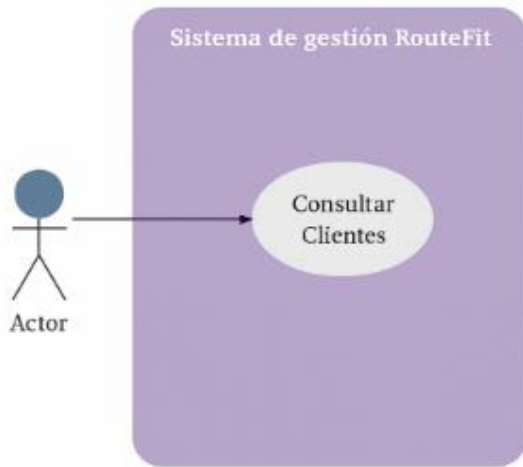 Sistema de gestión RouteFit
Consultar
Clientes
Actor